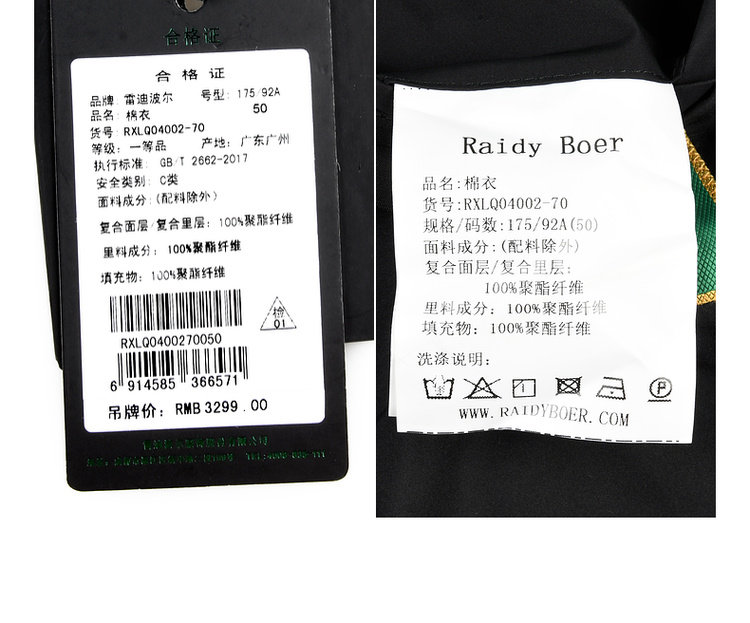 合格证
合格证
品牌: 雷迪波尔 号型: 175/92A
品名: 棉衣 50
货号: RXLQ04002-70
等级: 一等品 产地: 广东广州
执行标准: GB/T 2662-2017
安全类别: C类
面料成分:(配料除外)
复合面层/复合里层: 100%聚酯纤维
里料成分: 100%聚酯纤维
填充物: 100%聚酯纤维
检
01
RXLQ0400270050
6 914585 366571
吊牌价: RMB 3299.00
Raidy Boer
品名:棉衣
货号:RXLQ04002-70
规格/码数:175/92A(50)
面料成分:(配料除外)
复合面层/复合里层:
100%聚酯纤维
里料成分: 100%聚酯纤维
填充物: 100%聚酯纤维
洗涤说明:
WWW.RAIDYBOER.COM